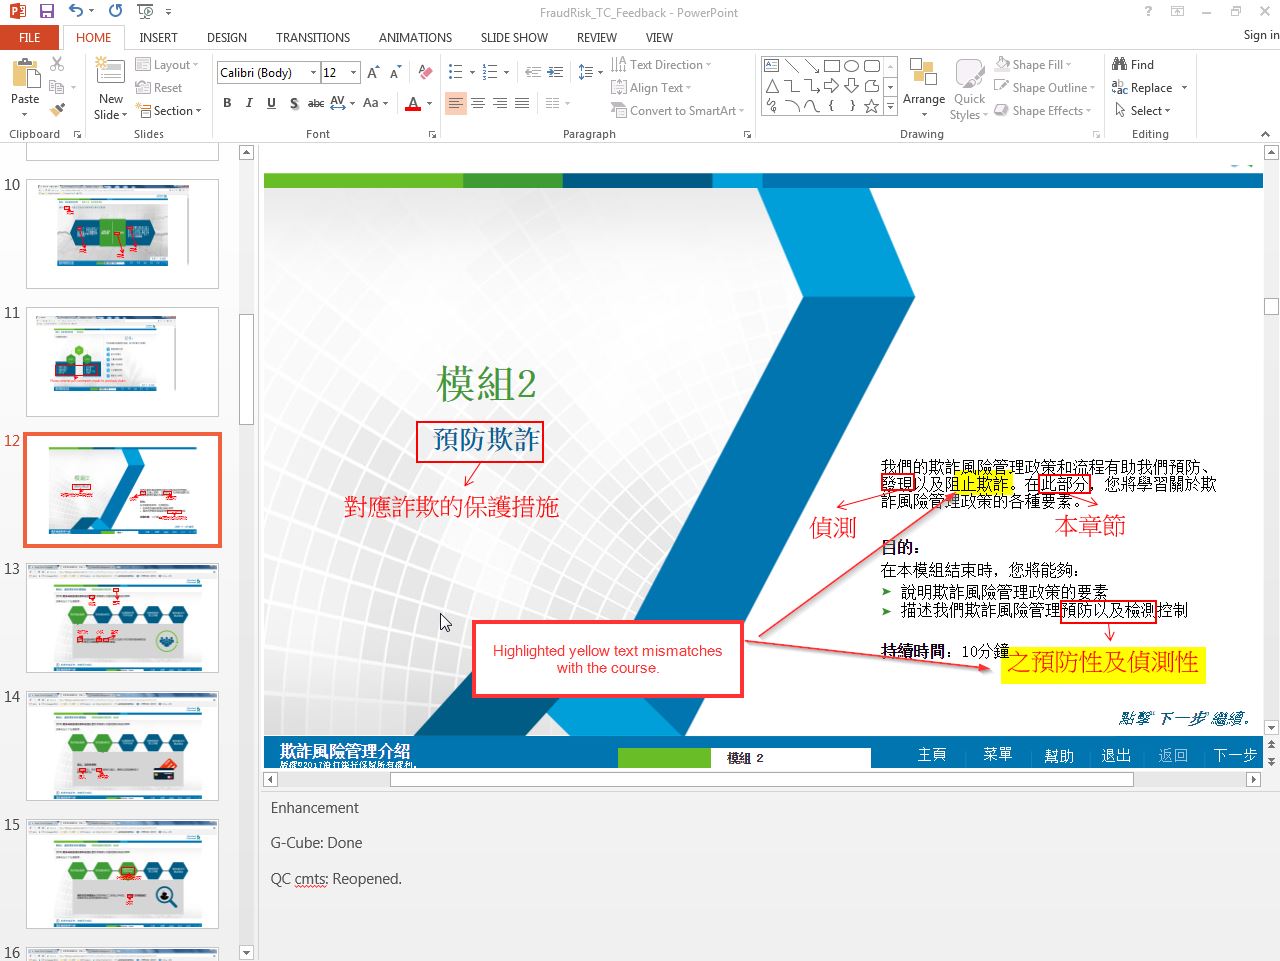 FraudRisk_TC_Feedback - PowerPoint
Sign in
FILE HOME INSERT DESIGN TRANSITIONS ANIMATIONS SLIDE SHOW REVIEW VIEW
Paste
Clipboard
New Slide
Layout
Reset
Section
Slides
Calibri (Body) 12
B I U S abc AV Aa A
Font
Text Direction
Align Text
Convert to SmartArt
Paragraph
Arrange
Quick Styles
Shape Fill
Shape Outline
Shape Effects
Drawing
Find
Replace
Select
Editing
10
11
12
13
14
15
16
模組2
預防欺詐
對應詐欺的保護措施
我們的欺詐風險管理政策和流程有助我們預防、
發現以及阻止欺詐。在此部分，您將學習關於欺
詐風險管理政策的各種要素。
偵測
本章節
目的：
在本模組結束時，您將能夠：
說明欺詐風險管理政策的要素
描述我們欺詐風險管理預防以及檢測控制
持續時間：10分鐘
之預防性及偵測性
Highlighted yellow text mismatches
with the course.
點擊“下一步”繼續。
欺詐風險管理介紹
模組 2
主頁 菜單 幫助 退出 返回 下一步
Enhancement
G-Cube: Done
QC cmts: Reopened.